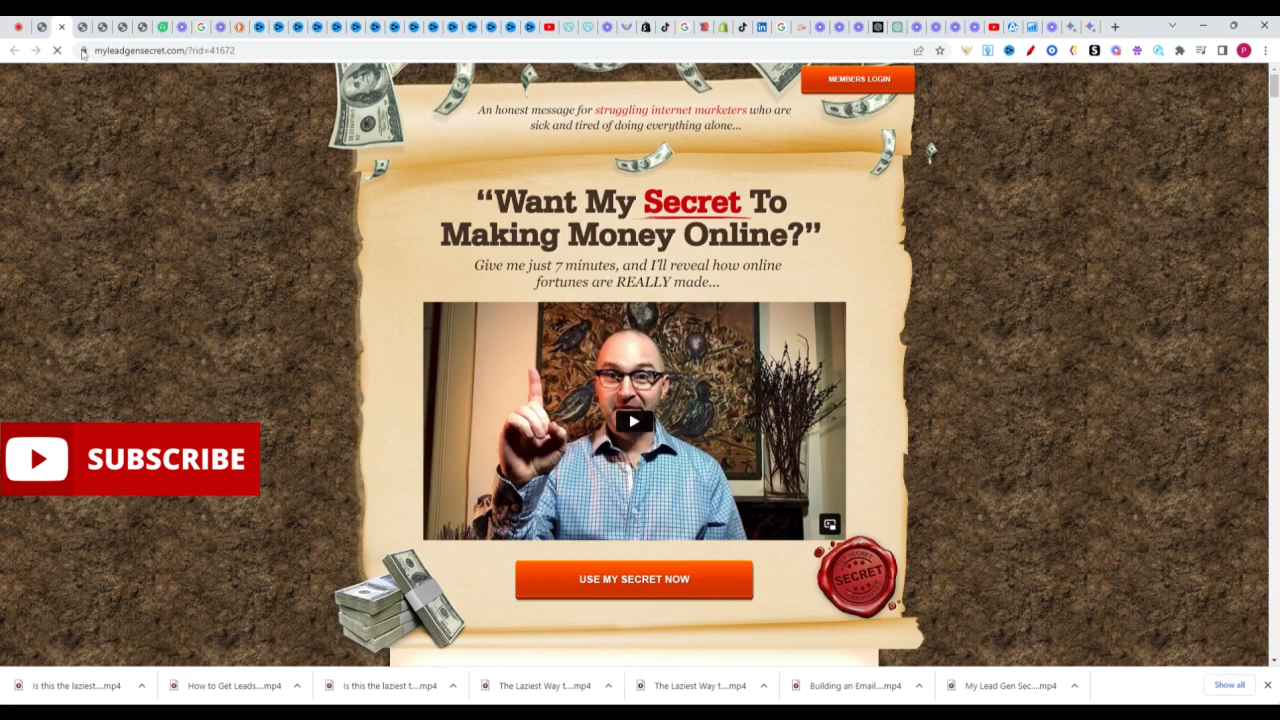 myleadgensecret.com/?rid=41672
MEMBERS LOGIN
An honest message for struggling internet marketers who are
sick and tired of doing everything alone...
“Want My Secret To
Making Money Online?”
Give me just 7 minutes, and I'll reveal how online
fortunes are REALLY made...
SUBSCRIBE
USE MY SECRET NOW
SECRET
Is this the laziest....mp4
How to Get Leads....mp4
Is this the laziest t....mp4
The Laziest Way t....mp4
The Laziest Way t....mp4
Building an Email....mp4
My Lead Gen Sec....mp4
Show all